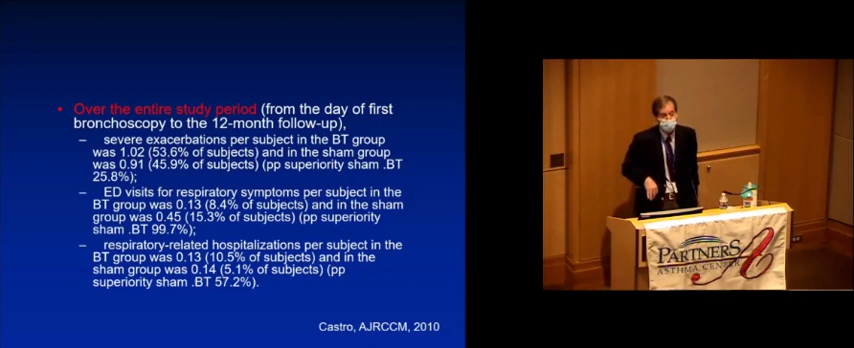 Over the entire study period (from the day of first
bronchoscopy to the 12-month follow-up),
– severe exacerbations per subject in the BT group
was 1.02 (53.6% of subjects) and in the sham group
was 0.91 (45.9% of subjects) (pp superiority sham .BT
25.8%);
– ED visits for respiratory symptoms per subject in the
BT group was 0.13 (8.4% of subjects) and in the sham
group was 0.45 (15.3% of subjects) (pp superiority
sham .BT 99.7%);
– respiratory-related hospitalizations per subject in the
BT group was 0.13 (10.5% of subjects) and in the
sham group was 0.14 (5.1% of subjects) (pp
superiority sham .BT 57.2%).
Castro, AJRCCM, 2010
PARTNERS
ASTHMA CENTER